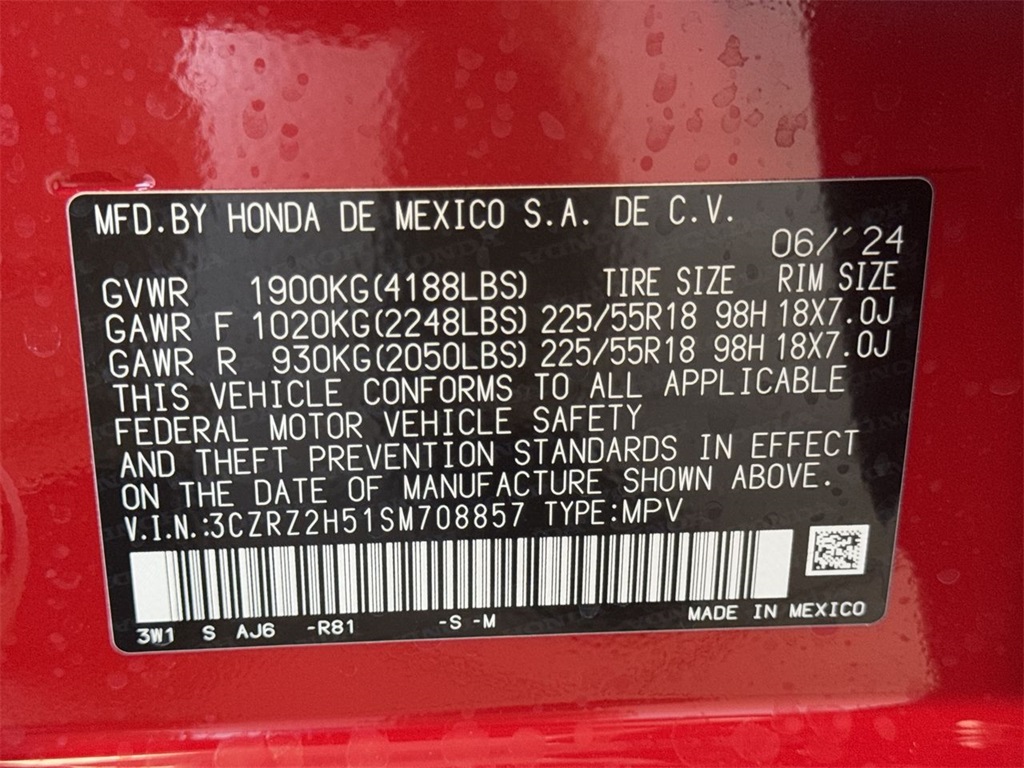 MFD.BY HONDA DE MEXICO S.A. DE C.V.
06/´24
GVWR 1900KG(4188LBS) TIRE SIZE RIM SIZE
GAWR F 1020KG(2248LBS) 225/55R18 98H 18X7.0J
GAWR R 930KG(2050LBS) 225/55R18 98H 18X7.0J
THIS VEHICLE CONFORMS TO ALL APPLICABLE
FEDERAL MOTOR VEHICLE SAFETY
AND THEFT PREVENTION STANDARDS IN EFFECT
ON THE DATE OF MANUFACTURE SHOWN ABOVE.
V.I.N.:3CZRZ2H51SM708857 TYPE:MPV
3W1 S AJ6 -R81 -S -M MADE IN MEXICO